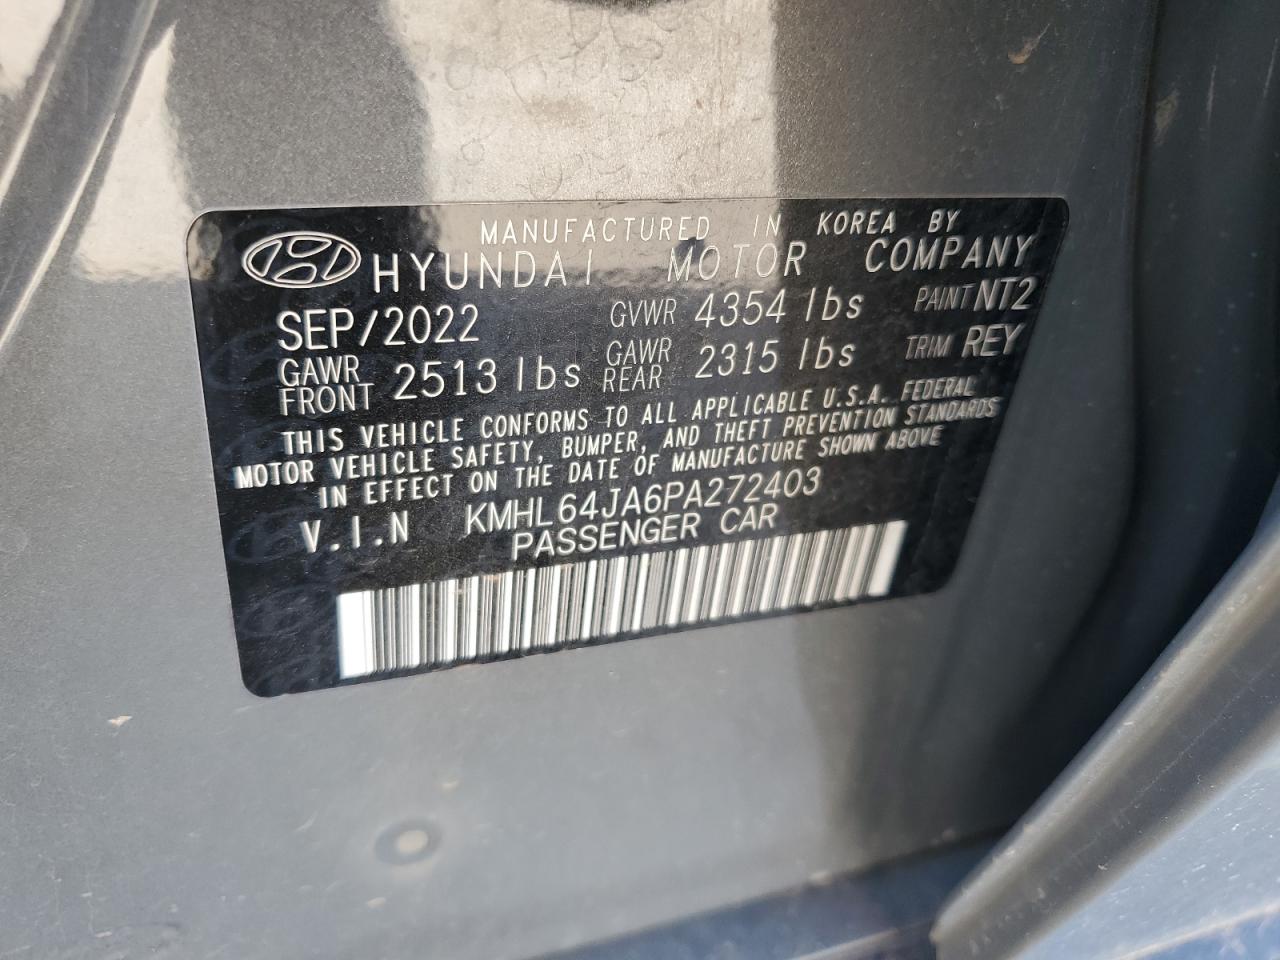 MANUFACTURED IN KOREA BY
HYUNDAI MOTOR COMPANY
SEP/2022 GVWR 4354 lbs PAINT NT2
GAWR FRONT 2513 lbs GAWR REAR 2315 lbs TRIM REY
THIS VEHICLE CONFORMS TO ALL APPLICABLE U.S.A. FEDERAL
MOTOR VEHICLE SAFETY, BUMPER, AND THEFT PREVENTION STANDARDS
IN EFFECT ON THE DATE OF MANUFACTURE SHOWN ABOVE
V.I.N KMHL64JA6PA272403
PASSENGER CAR